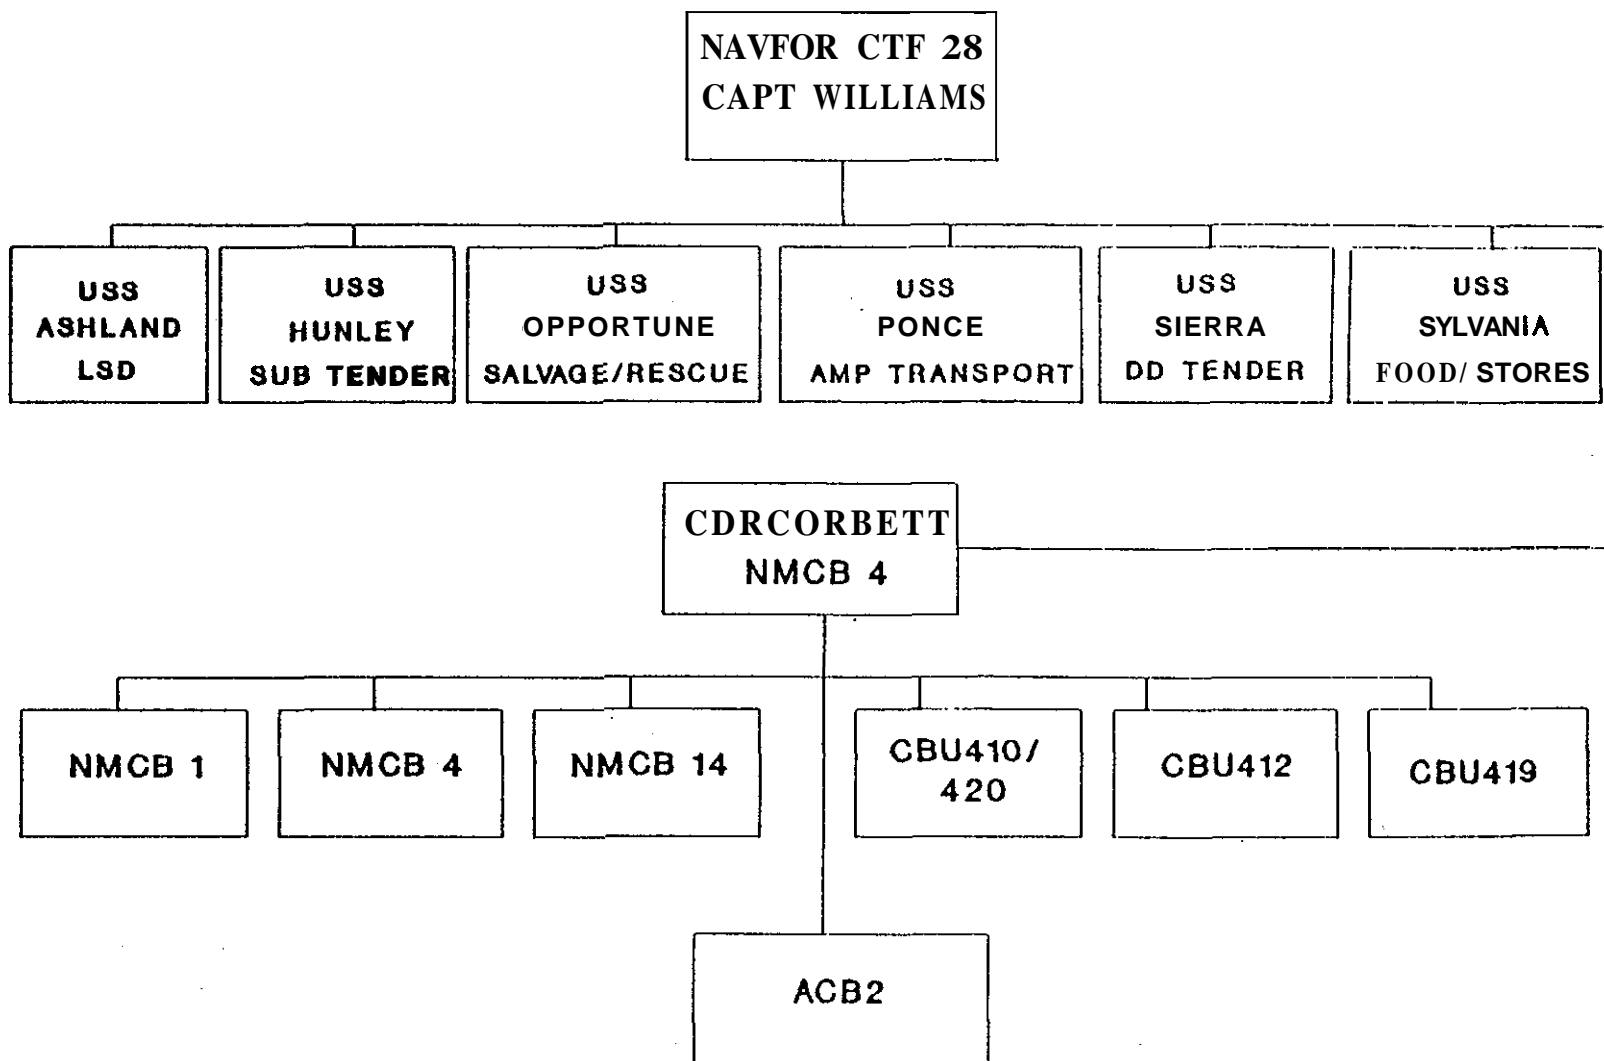 NAVFOR CTF 28
CAPT WILLIAMS
USS
ASHLAND
LSD
USS
HUNLEY
SUB TENDER
USS
OPPORTUNE
SALVAGE/RESCUE
USS
PONCE
AMP TRANSPORT
USS
SIERRA
DD TENDER
USS
SYLVANIA
FOOD/ STORES
CDRCORBETT
NMCB 4
NMCB 1
NMCB 4
NMCB 14
CBU410/
420
CBU412
CBU419
ACB2